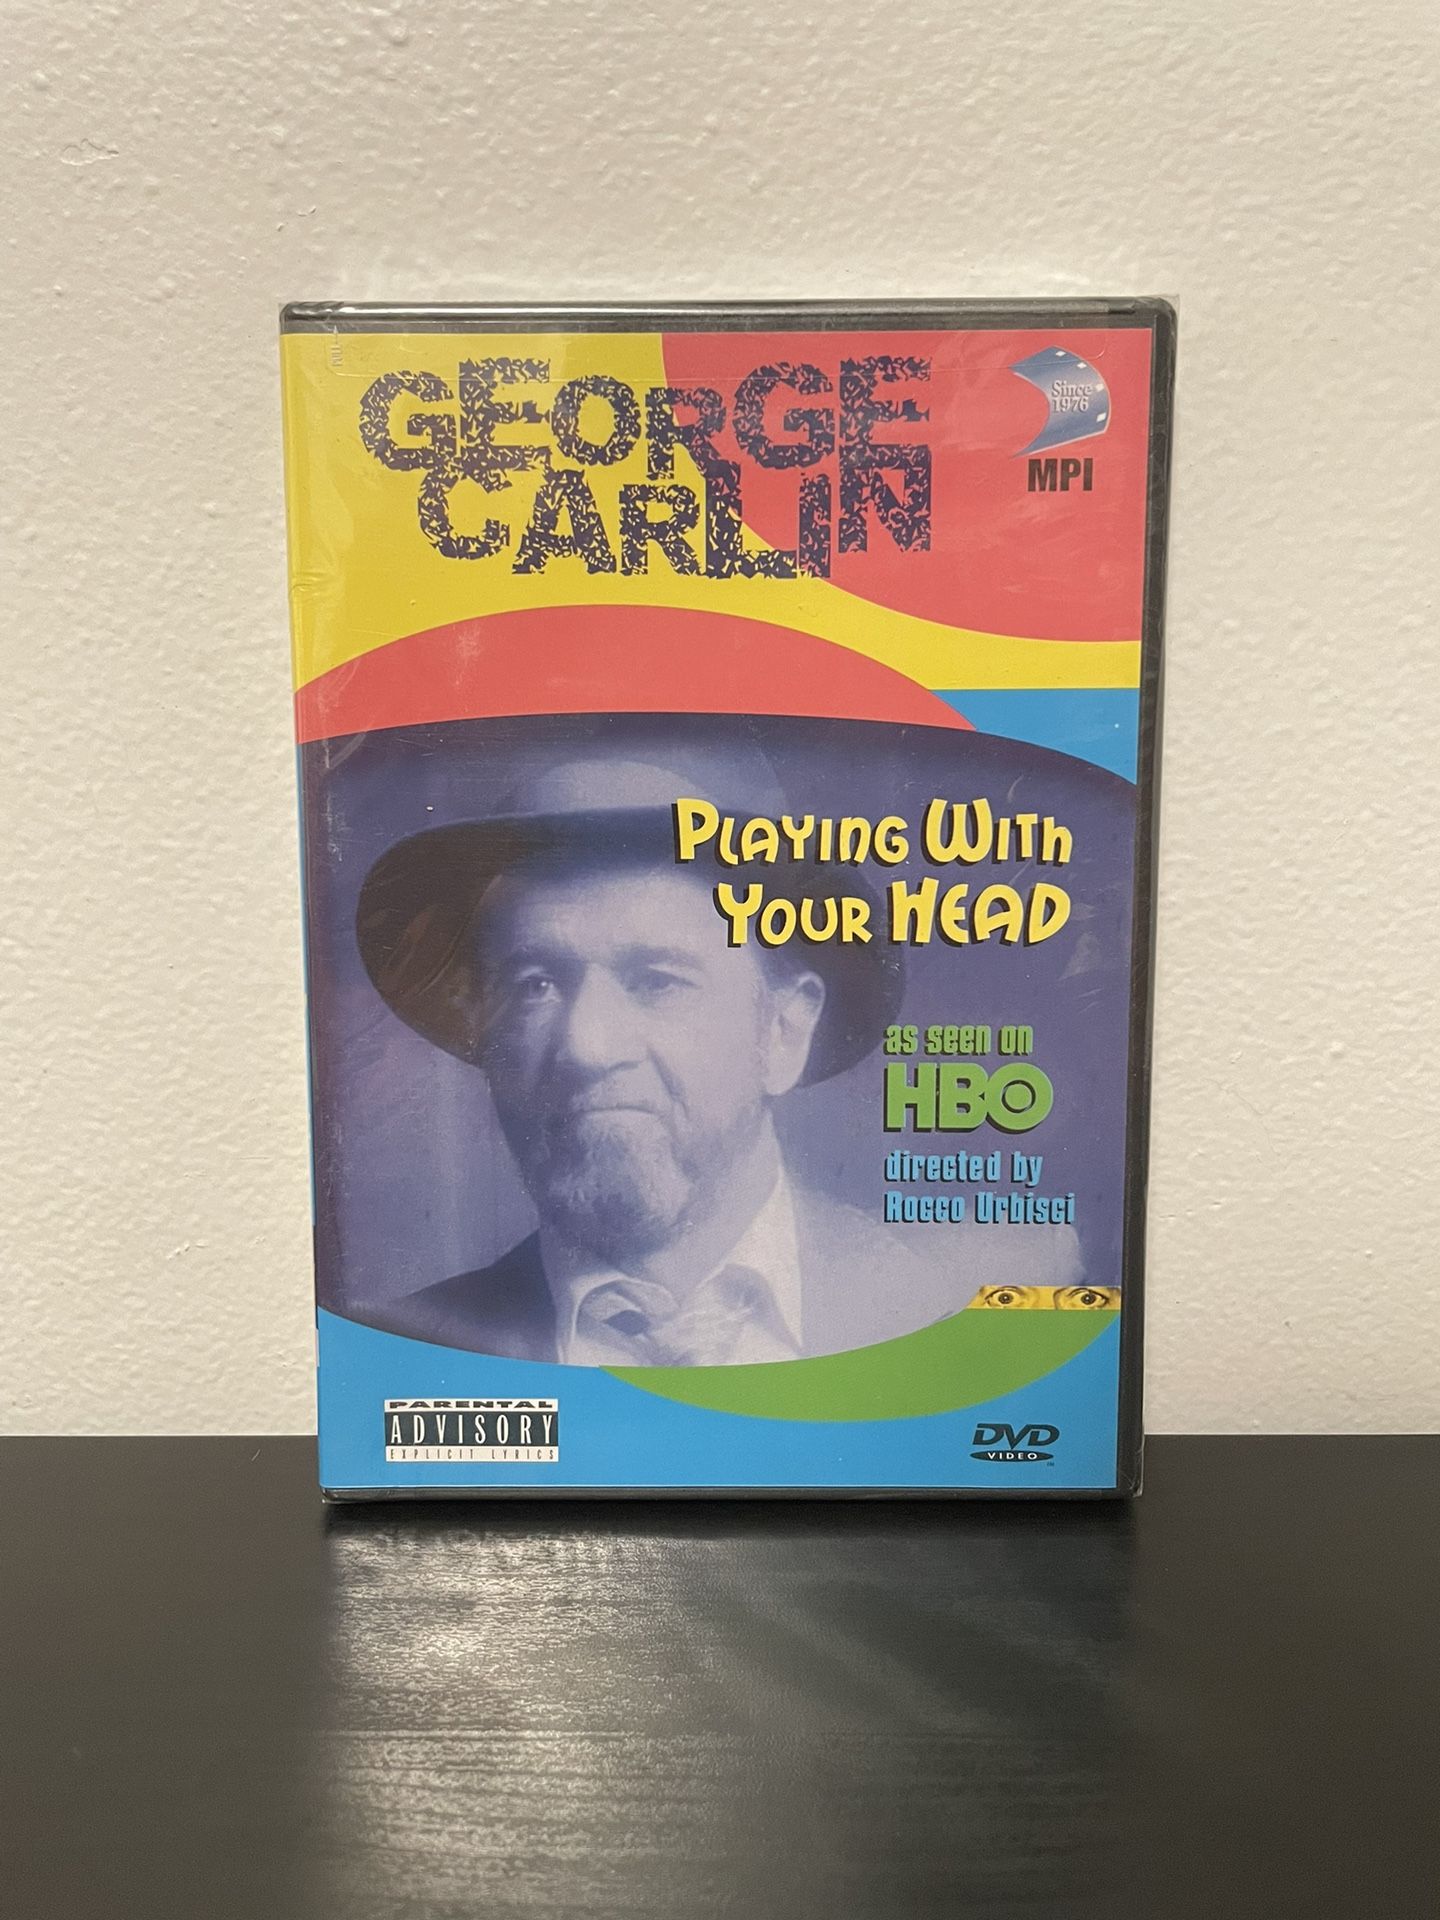 GEORGE
CARLIN
Since
1976
MPI
PLAYING WITH
YOUR HEAD
as seen on
HBO
directed by
Rocco Urbisci
PARENTAL
ADVISORY
EXPLICIT LYRICS
DVD
VIDEO